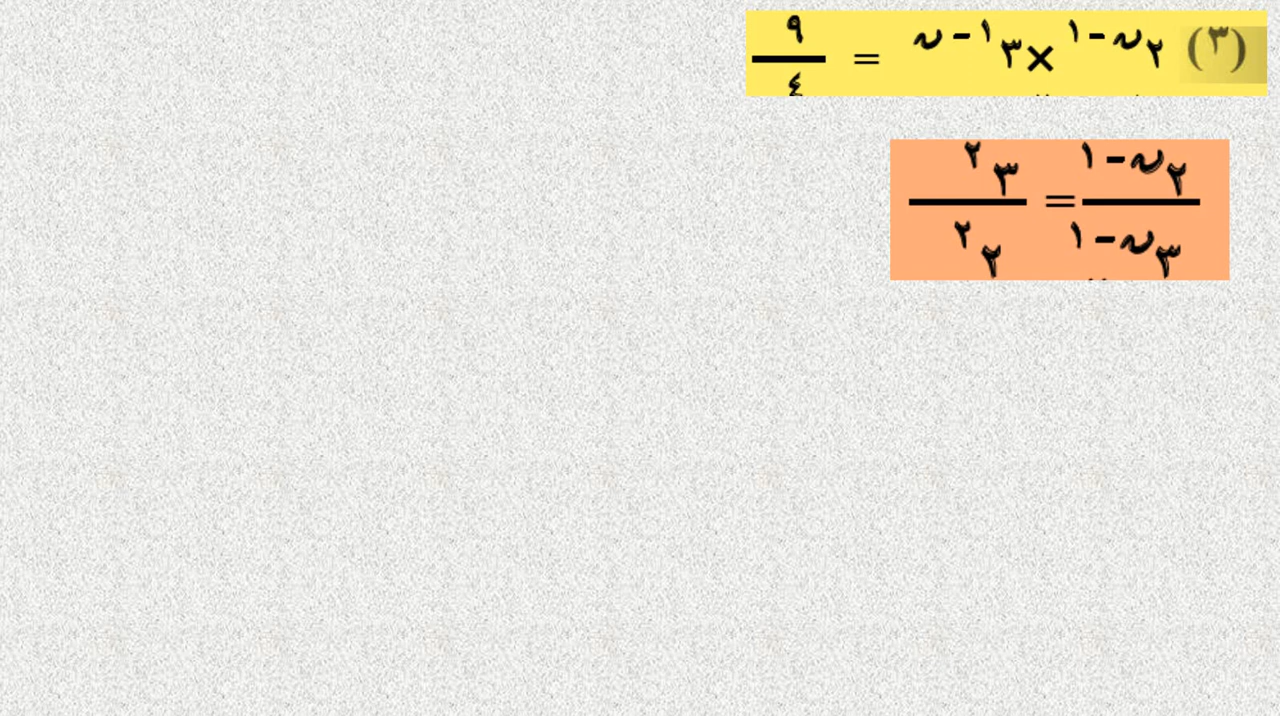 (٣) ٢ ^ س-١ × ٣ ^ ١-س = ٩/٤
٢ ^ س-١ / ٣ ^ س-١ = ٣ ^ ٢ / ٢ ^ ٢